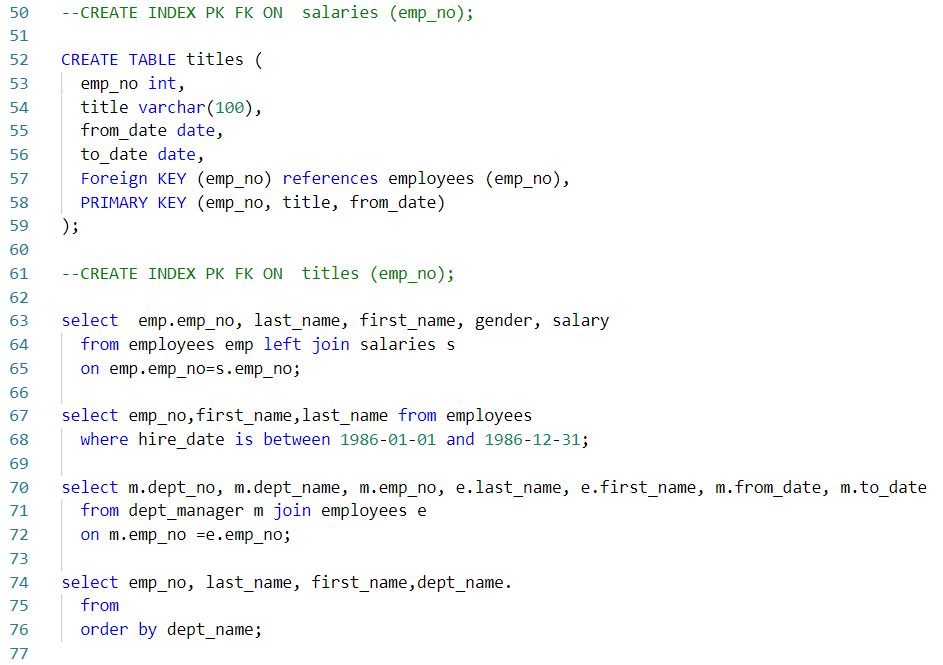 50 --CREATE INDEX PK FK ON  salaries (emp_no);
51
52 CREATE TABLE titles (
53   emp_no int,
54   title varchar(100),
55   from_date date,
56   to_date date,
57   Foreign KEY (emp_no) references employees (emp_no),
58   PRIMARY KEY (emp_no, title, from_date)
59 );
60
61 --CREATE INDEX PK FK ON  titles (emp_no);
62
63 select  emp.emp_no, last_name, first_name, gender, salary
64   from employees emp left join salaries s
65   on emp.emp_no=s.emp_no;
66
67 select emp_no,first_name,last_name from employees
68   where hire_date is between 1986-01-01 and 1986-12-31;
69
70 select m.dept_no, m.dept_name, m.emp_no, e.last_name, e.first_name, m.from_date, m.to_date
71   from dept_manager m join employees e
72   on m.emp_no =e.emp_no;
73
74 select emp_no, last_name, first_name,dept_name.
75   from
76   order by dept_name;
77